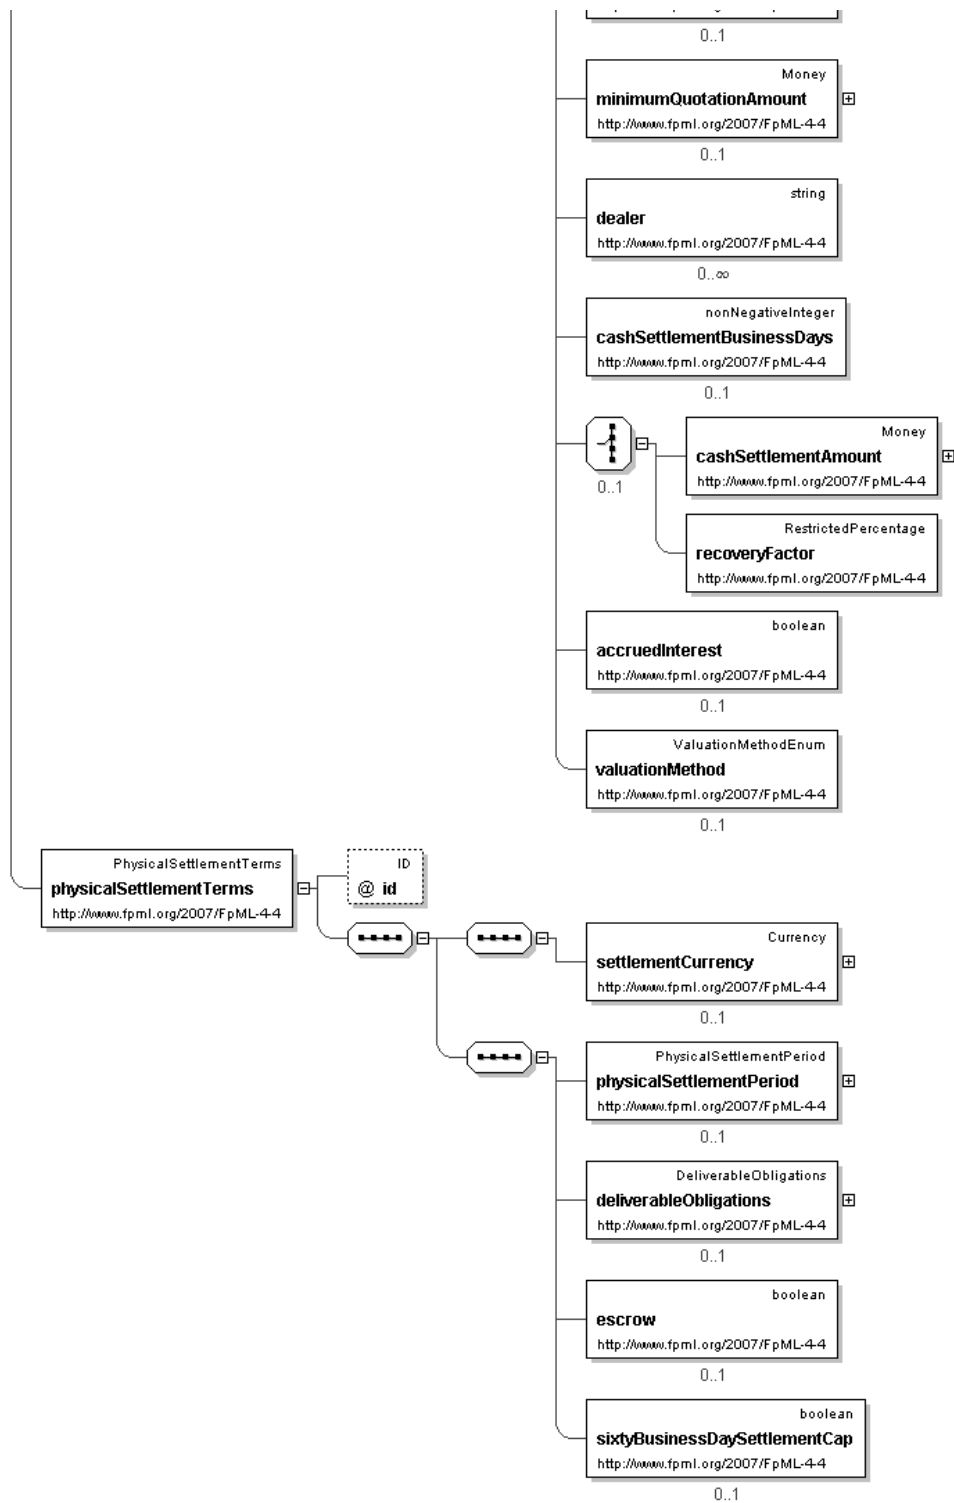 0..1
Money
minimumQuotationAmount
http://www.fpml.org/2007/FpML-4-4
0..1
string
dealer
http://www.fpml.org/2007/FpML-4-4
0..∞
nonNegativeInteger
cashSettlementBusinessDays
http://www.fpml.org/2007/FpML-4-4
0..1
0..1
Money
cashSettlementAmount
http://www.fpml.org/2007/FpML-4-4
RestrictedPercentage
recoveryFactor
http://www.fpml.org/2007/FpML-4-4
boolean
accruedInterest
http://www.fpml.org/2007/FpML-4-4
0..1
ValuationMethodEnum
valuationMethod
http://www.fpml.org/2007/FpML-4-4
0..1
PhysicalSettlementTerms
physicalSettlementTerms
http://www.fpml.org/2007/FpML-4-4
ID
@ id
Currency
settlementCurrency
http://www.fpml.org/2007/FpML-4-4
0..1
PhysicalSettlementPeriod
physicalSettlementPeriod
http://www.fpml.org/2007/FpML-4-4
0..1
DeliverableObligations
deliverableObligations
http://www.fpml.org/2007/FpML-4-4
0..1
boolean
escrow
http://www.fpml.org/2007/FpML-4-4
0..1
boolean
sixtyBusinessDaySettlementCap
http://www.fpml.org/2007/FpML-4-4
0..1